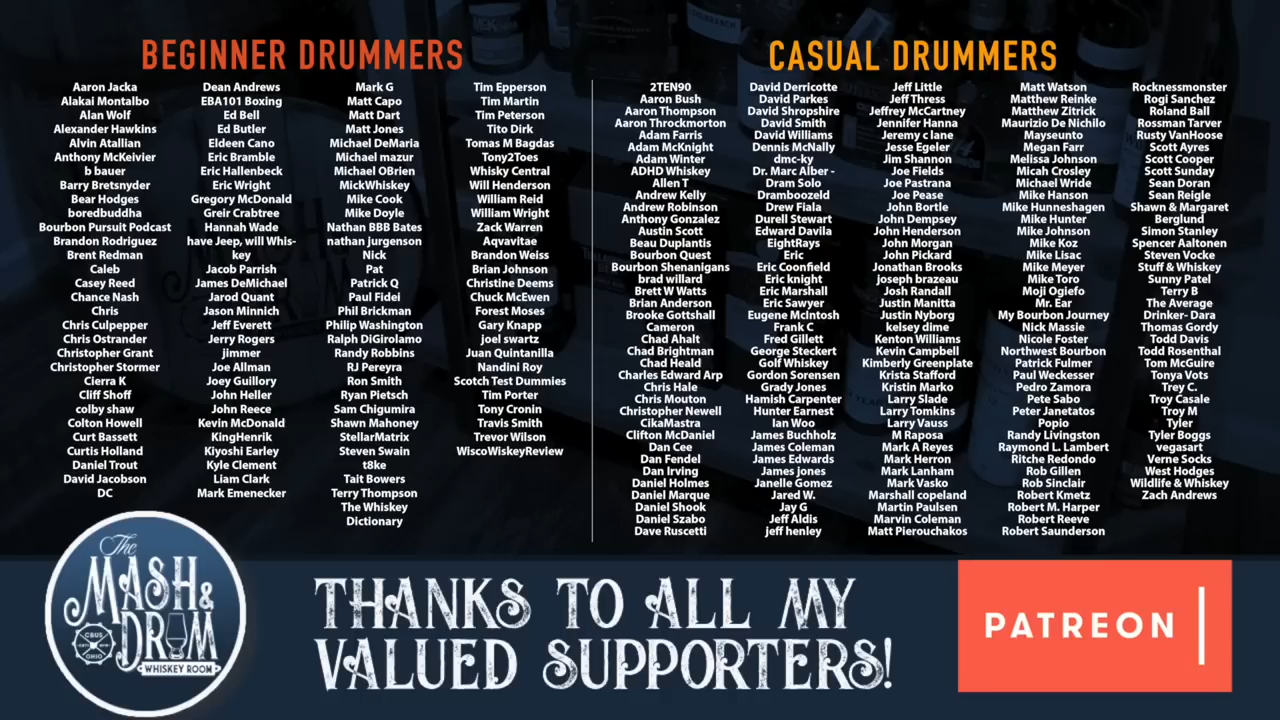 BEGINNER DRUMMERS
Aaron Jacka
Alakai Montalbo
Alan Wolf
Alexander Hawkins
Alvin Atallian
Anthony McKeivier
b bauer
Barry Bretsnyder
Bear Hodges
boredbuddha
Bourbon Pursuit Podcast
Brandon Rodriguez
Brent Redman
Caleb
Casey Reed
Chance Nash
Chris
Chris Culpepper
Chris Ostrander
Christopher Grant
Christopher Stormer
Cierra K
Cliff Shoff
colby shaw
Colton Howell
Curt Bassett
Curtis Holland
Daniel Trout
David Jacobson
DC
Dean Andrews
EBA101 Boxing
Ed Bell
Ed Butler
Eldeen Cano
Eric Bramble
Eric Hallenbeck
Eric Wright
Gregory McDonald
Greir Crabtree
Hannah Wade
have Jeep, will Whis-
key
Jacob Parrish
James DeMichael
Jarod Quant
Jason Minnich
Jeff Everett
Jerry Rogers
jimmer
Joe Allman
Joey Guillory
John Heller
John Reece
Kevin McDonald
KingHenrik
Kiyoshi Earley
Kyle Clement
Liam Clark
Mark Emenecker
Mark G
Matt Capo
Matt Dart
Matt Jones
Michael DeMaria
Michael mazur
Michael OBrien
MickWhiskey
Mike Cook
Mike Doyle
Nathan BBB Bates
nathan jurgenson
Nick
Pat
Patrick Q
Paul Fidei
Phil Brickman
Philip Washington
Ralph DiGirolamo
Randy Robbins
RJ Pereyra
Ron Smith
Ryan Pietsch
Sam Chigumira
Shawn Mahoney
StellarMatrix
Steven Swain
t8ke
Tait Bowers
Terry Thompson
The Whiskey
Dictionary
Tim Epperson
Tim Martin
Tim Peterson
Tito Dirk
Tomas M Bagdas
Tony2Toes
Whisky Central
Will Henderson
William Reid
William Wright
Zack Warren
Aqvavitae
Brandon Weiss
Brian Johnson
Christine Deems
Chuck McEwen
Forest Moses
Gary Knapp
joel swartz
Juan Quintanilla
Nandini Roy
Scotch Test Dummies
Tim Porter
Tony Cronin
Travis Smith
Trevor Wilson
WiscoWiskeyReview
CASUAL DRUMMERS
2TEN90
Aaron Bush
Aaron Thompson
Aaron Throckmorton
Adam Farris
Adam McKnight
Adam Winter
ADHD Whiskey
Allen T
Andrew Kelly
Andrew Robinson
Anthony Gonzalez
Austin Scott
Beau Duplantis
Bourbon Quest
Bourbon Shenanigans
brad willard
Brett W Watts
Brian Anderson
Brooke Gottshall
Cameron
Chad Ahalt
Chad Brightman
Chad Heald
Charles Edward Arp
Chris Hale
Chris Mouton
Christopher Newell
CikaMastra
Clifton McDaniel
Dan Cee
Dan Fendel
Dan Irving
Daniel Holmes
Daniel Marque
Daniel Shook
Daniel Szabo
Dave Ruscetti
David Derricotte
David Parkes
David Shropshire
David Smith
David Williams
Dennis McNally
dmc-ky
Dr. Marc Alber -
Dram Solo
Dramboozeld
Drew Fiala
Durell Stewart
Edward Davila
EightRays
Eric
Eric Coonfield
Eric knight
Eric Marshall
Eric Sawyer
Eugene McIntosh
Frank C
Fred Gillett
George Steckert
Golf Whiskey
Gordon Sorensen
Grady Jones
Hamish Carpenter
Hunter Earnest
Ian Woo
James Buchholz
James Coleman
James Edwards
James jones
Janelle Gomez
Jared W.
Jay G
Jeff Aldis
jeff henley
Jeff Little
Jeff Thress
Jeffrey McCartney
Jennifer Hanna
Jeremy c lane
Jesse Egeler
Jim Shannon
Joe Fields
Joe Pastrana
Joe Pease
John Bortle
John Dempsey
John Henderson
John Morgan
John Pickard
Jonathan Brooks
joseph brazeau
Josh Randall
Justin Manitta
Justin Nyborg
kelsey dime
Kenton Williams
Kevin Campbell
Kimberly Greenplate
Krista Stafford
Kristin Marko
Larry Slade
Larry Tomkins
Larry Vauss
M Raposa
Mark A Reyes
Mark Herron
Mark Lanham
Mark Vasko
Marshall copeland
Martin Paulsen
Marvin Coleman
Matt Pierouchakos
Matt Watson
Matthew Reinke
Matthew Zitrick
Maurizio De Nichilo
Mayseunto
Megan Farr
Melissa Johnson
Micah Crosley
Michael Wride
Mike Hanson
Mike Hunneshagen
Mike Hunter
Mike Johnson
Mike Koz
Mike Lisac
Mike Meyer
Mike Toro
Moji Ogiefo
Mr. Ear
My Bourbon Journey
Nick Massie
Nicole Foster
Northwest Bourbon
Patrick Fulmer
Paul Weckesser
Pedro Zamora
Pete Sabo
Peter Janetatos
Popio
Randy Livingston
Raymond L. Lambert
Ritche Redondo
Rob Gillen
Rob Sinclair
Robert Kmetz
Robert M. Harper
Robert Reeve
Robert Saunderson
Rocknessmonster
Rogi Sanchez
Roland Ball
Rossman Tarver
Rusty VanHoose
Scott Ayres
Scott Cooper
Scott Sunday
Sean Doran
Sean Reigle
Shawn & Margaret
Berglund
Simon Stanley
Spencer Aaltonen
Steven Vocke
Stuff & Whiskey
Sunny Patel
Terry B
The Average
Drinker- Dara
Thomas Gordy
Todd Davis
Todd Rosenthal
Tom McGuire
Tonya Vots
Trey C.
Troy Casale
Troy M
Tyler
Tyler Boggs
vegasart
Verne Socks
West Hodges
Wildlife & Whiskey
Zach Andrews
The
MASH &
DRUM
CBUS
OHIO
WHISKEY ROOM
THANKS TO ALL MY
VALUED SUPPORTERS!
PATREON